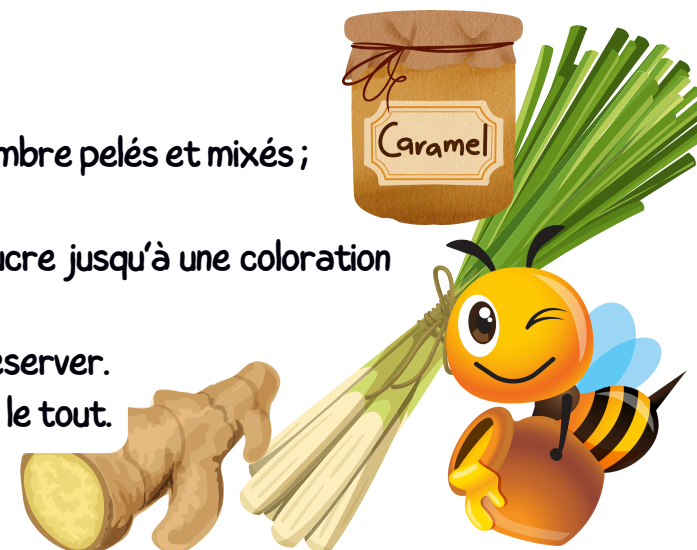 Caramel
mbre pelés et mixés ;
ucre jusqu'à une coloration
eserver.
le tout.